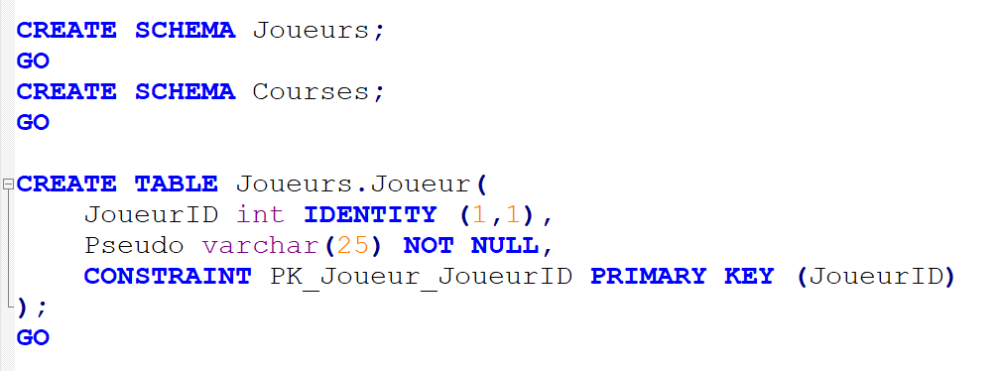 CREATE SCHEMA Joueurs;
GO
CREATE SCHEMA Courses;
GO
CREATE TABLE Joueurs.Joueur(
    JoueurID int IDENTITY (1,1),
    Pseudo varchar(25) NOT NULL,
    CONSTRAINT PK_Joueur_JoueurID PRIMARY KEY (JoueurID)
);
GO